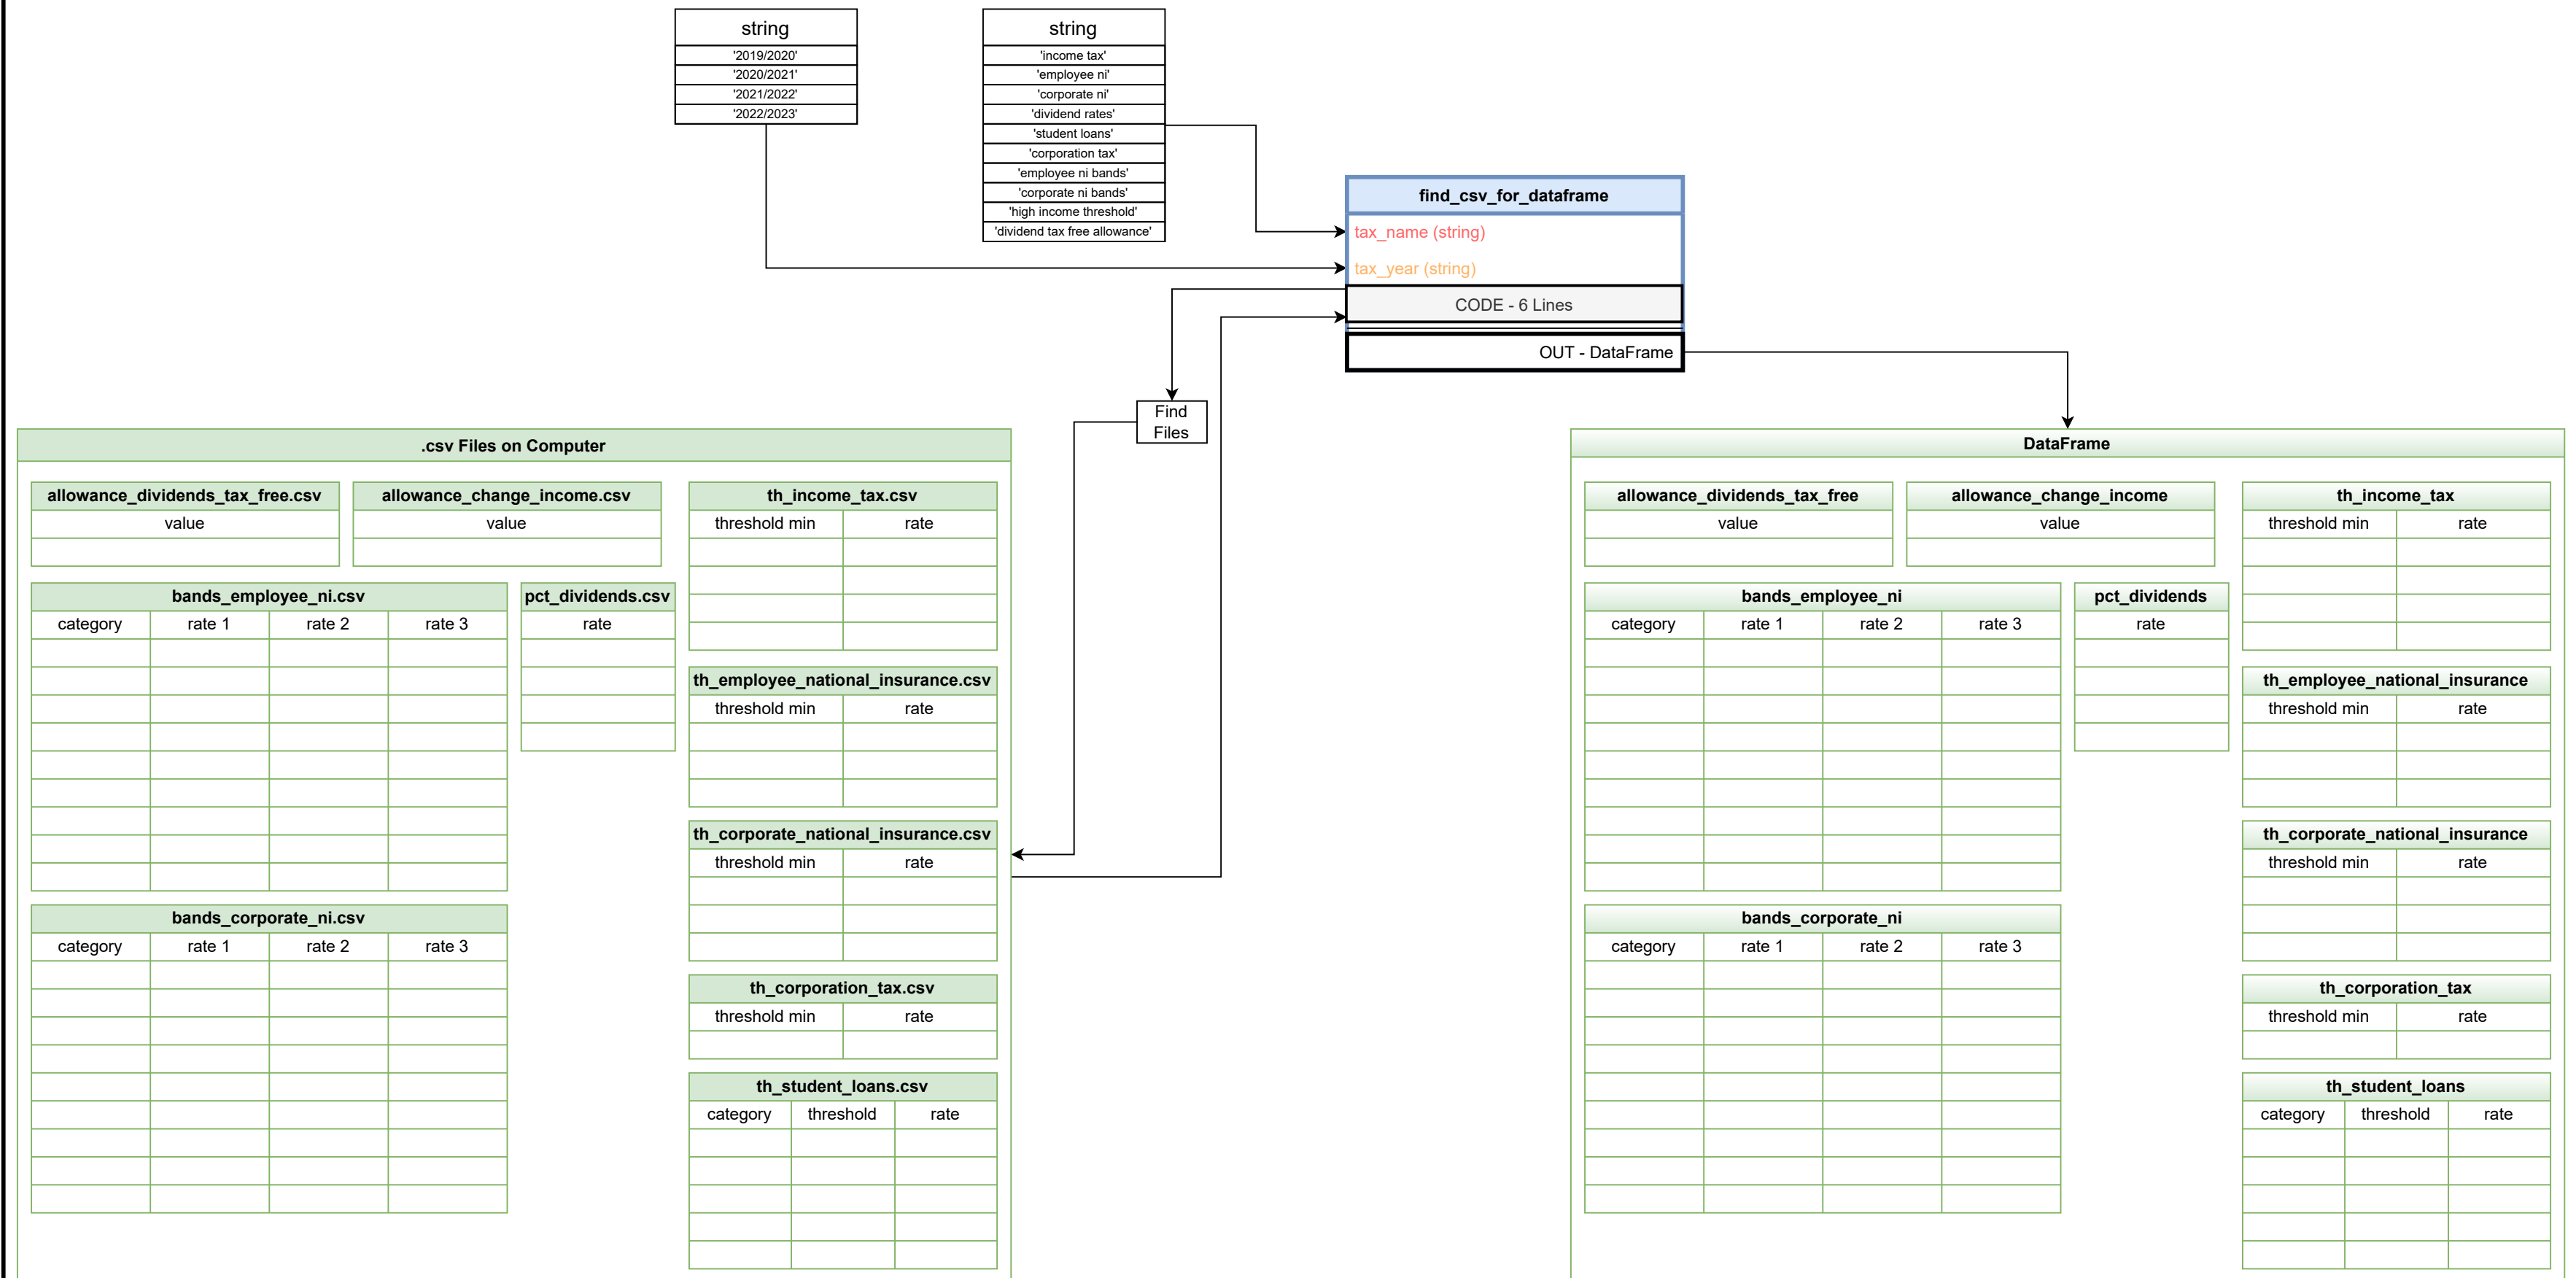 string
'2019/2020'
'2020/2021'
'2021/2022'
'2022/2023'
string
'income tax'
'employee ni'
'corporate ni'
'dividend rates'
'student loans'
'corporation tax'
'employee ni bands'
'corporate ni bands'
'high income threshold'
'dividend tax free allowance'
find_csv_for_dataframe
tax_name (string)
tax_year (string)
CODE - 6 Lines
OUT - DataFrame
Find
Files
.csv Files on Computer
allowance_dividends_tax_free.csv
value
allowance_change_income.csv
value
th_income_tax.csv
threshold min rate
bands_employee_ni.csv
category rate 1 rate 2 rate 3
pct_dividends.csv
rate
th_employee_national_insurance.csv
threshold min rate
th_corporate_national_insurance.csv
threshold min rate
bands_corporate_ni.csv
category rate 1 rate 2 rate 3
th_corporation_tax.csv
threshold min rate
th_student_loans.csv
category threshold rate
DataFrame
allowance_dividends_tax_free
value
allowance_change_income
value
th_income_tax
threshold min rate
bands_employee_ni
category rate 1 rate 2 rate 3
pct_dividends
rate
th_employee_national_insurance
threshold min rate
th_corporate_national_insurance
threshold min rate
bands_corporate_ni
category rate 1 rate 2 rate 3
th_corporation_tax
threshold min rate
th_student_loans
category threshold rate